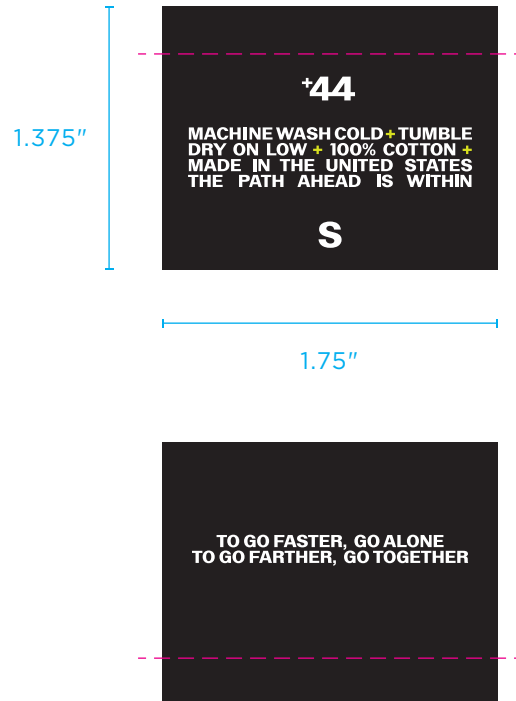 +44
1.375"
MACHINE WASH COLD + TUMBLE
DRY ON LOW + 100% COTTON +
MADE IN THE UNITED STATES
THE PATH AHEAD IS WITHIN
S
1.75"
TO GO FASTER, GO ALONE
TO GO FARTHER, GO TOGETHER